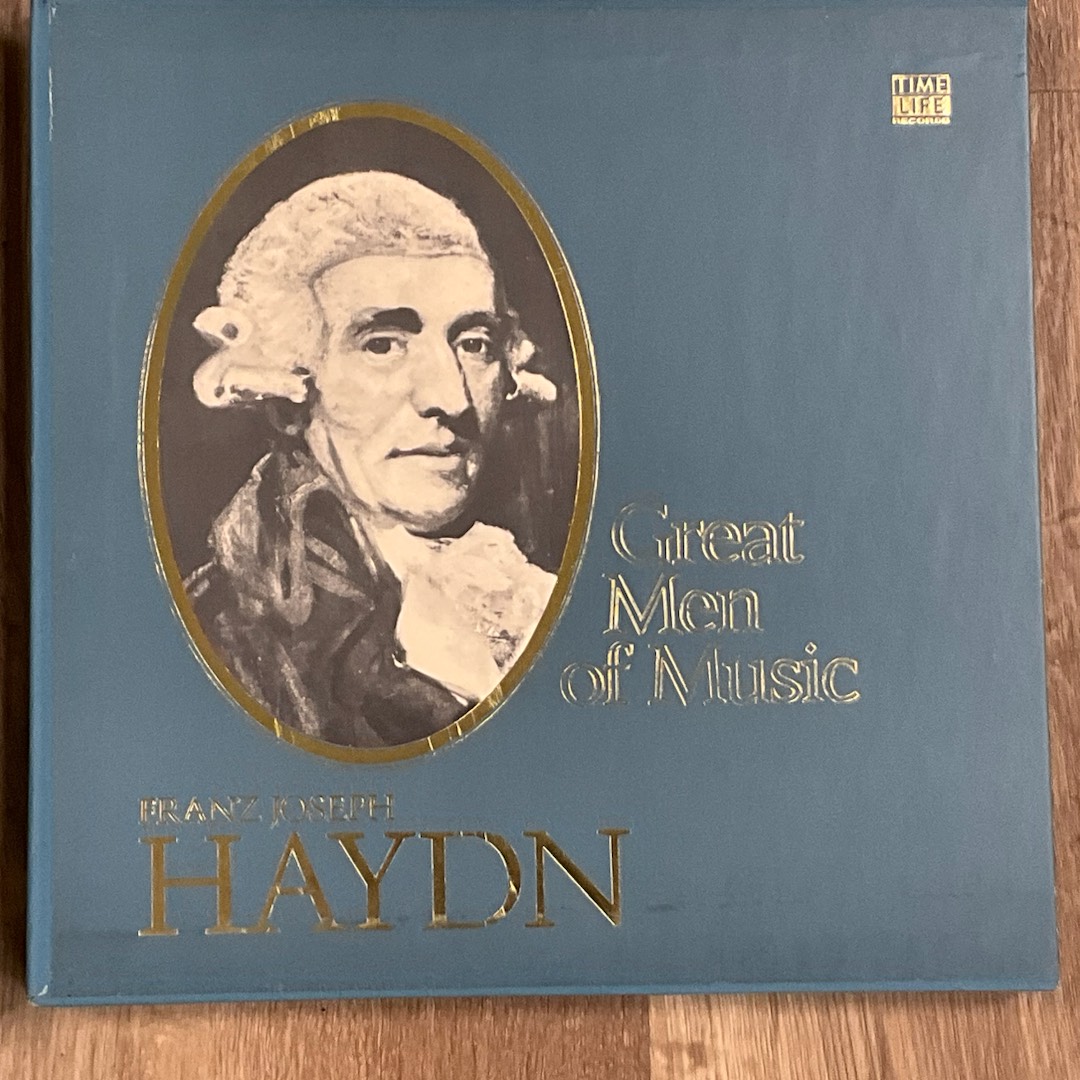 TIME
LIFE
RECORDS
Great
Men
of Music
FRANZ JOSEPH
HAYDN